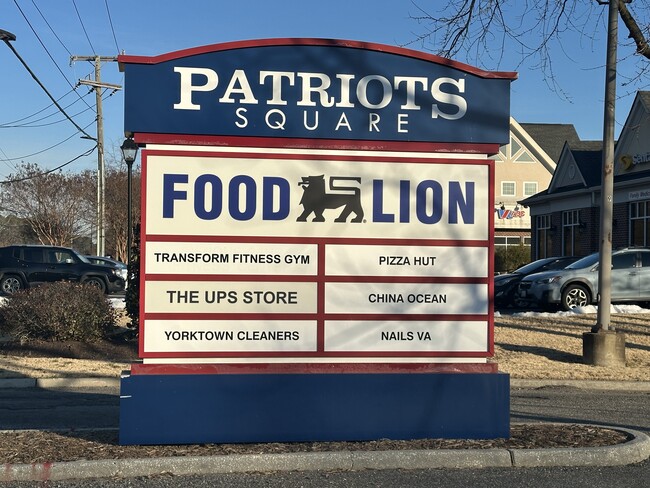 PATRIOTS
SQUARE
FOOD LION
TRANSFORM FITNESS GYM
PIZZA HUT
THE UPS STORE
CHINA OCEAN
YORKTOWN CLEANERS
NAILS VA